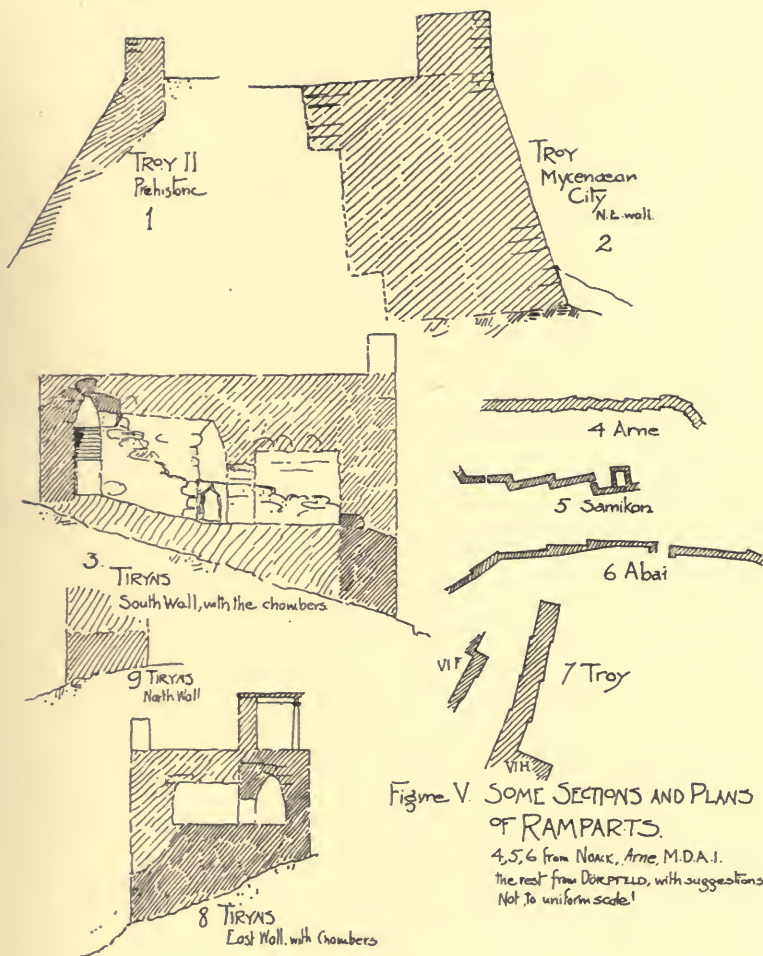 TROY II
Prehistoric
1
TROY
Mycenæan
City
N.E. wall.
2
3. TIRYNS
South Wall, with the chambers
4 Arne
5 Samikon
6 Abai
VI F
7 Troy
VI H
9 TIRYNS
North Wall
8 TIRYNS
East Wall, with Chambers
Figure V. SOME SECTIONS AND PLANS
OF RAMPARTS.
4,5,6 from NOACK, Arne, M.D.A.I.
the rest from DÖRPFELD, with suggestions
Not to uniform scale!